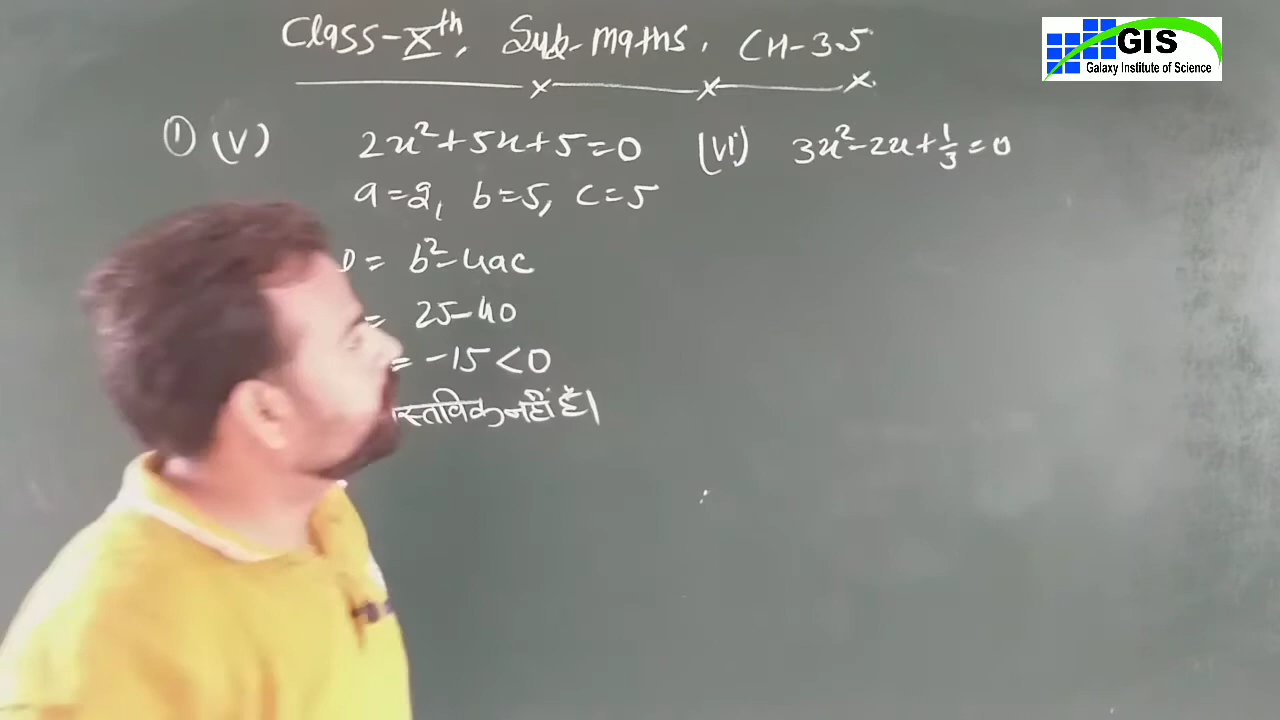 Class-Xth, Sub-Maths, CH-3.5
GIS
Galaxy Institute of Science
① (V) 2x²+5x+5=0
a=2, b=5, c=5
D = b²-4ac
= 25-40
= -15<0
नहीं है।
(VI) 3x²-2x+1/3=0